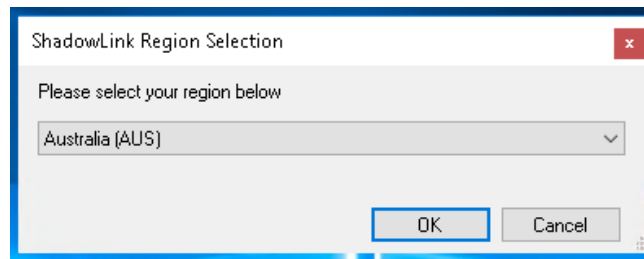 ShadowLink Region Selection
x
Please select your region below
Australia (AUS)
OK Cancel